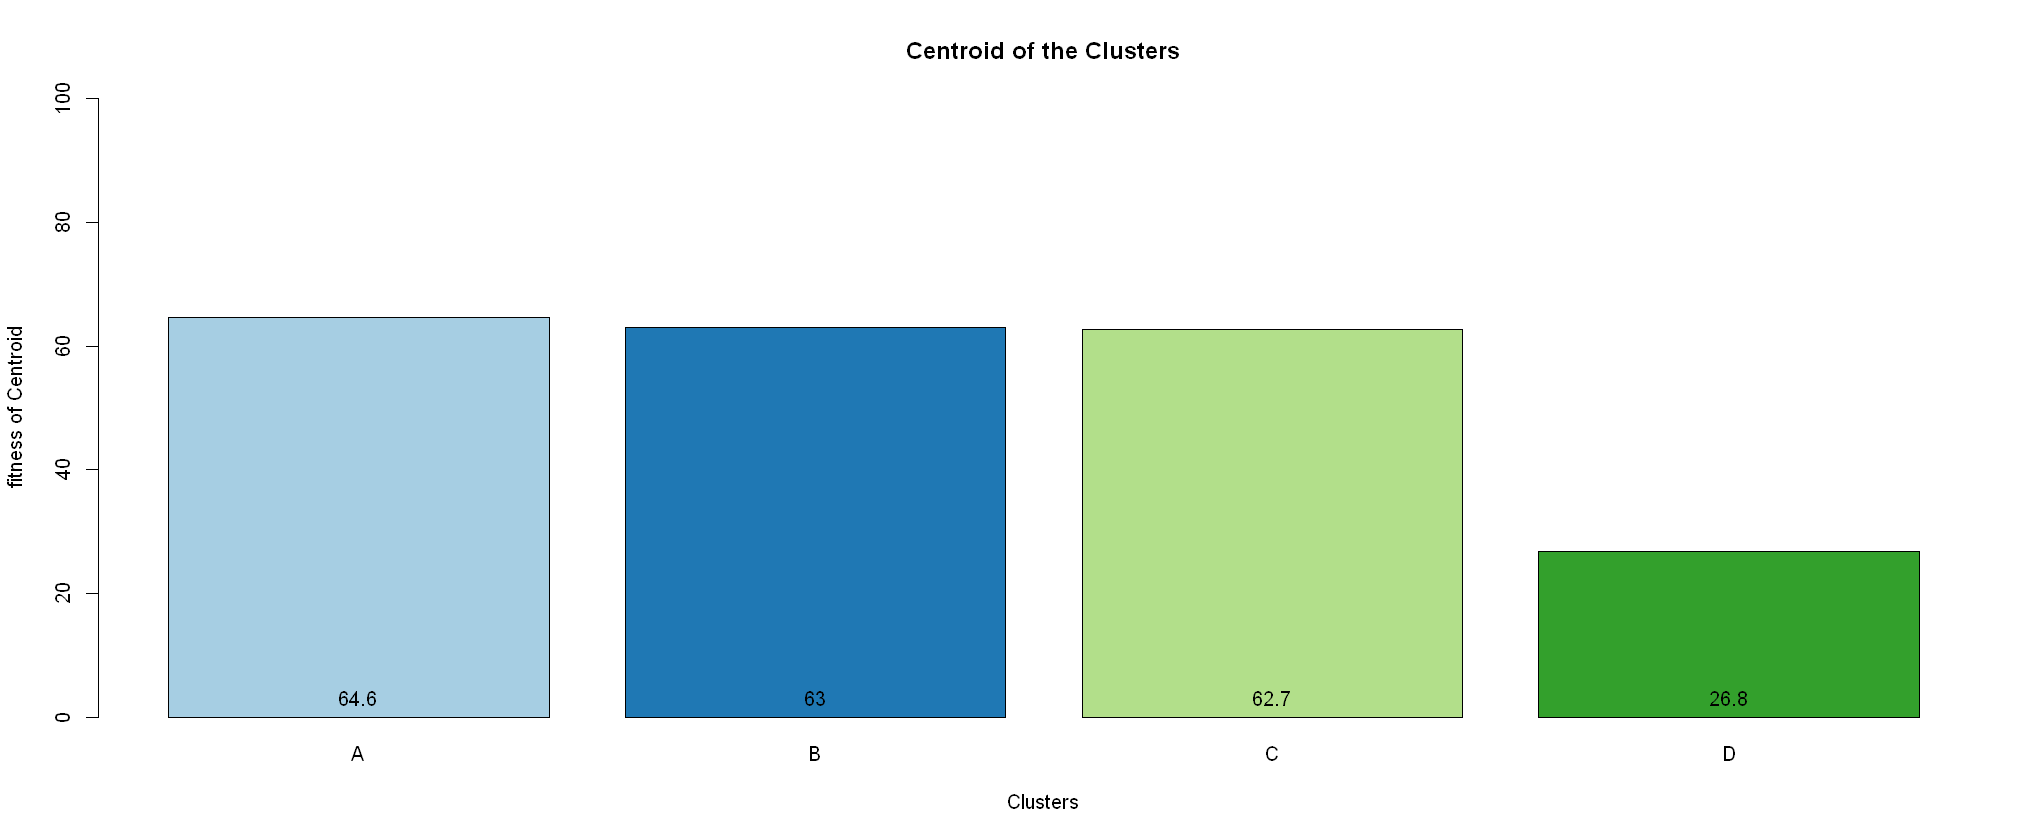 Centroid of the Clusters
fitness of Centroid
100
80
60
40
20
0
64.6
63
62.7
26.8
A
B
C
D
Clusters